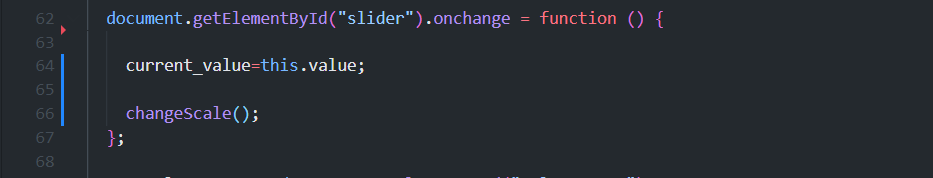 62 document.getElementById("slider").onchange = function () {
63
64 current_value=this.value;
65
66 changeScale();
67 };
68